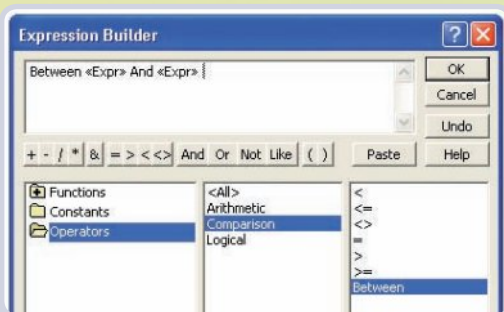 Expression Builder
Between «Expr» And «Expr»
OK
Cancel
Undo
+ - / * & = > < <> And Or Not Like ( ) Paste Help
Functions
Constants
Operators
<All>
Arithmetic
Comparison
Logical
<
<=
<>
=
>
>=
Between